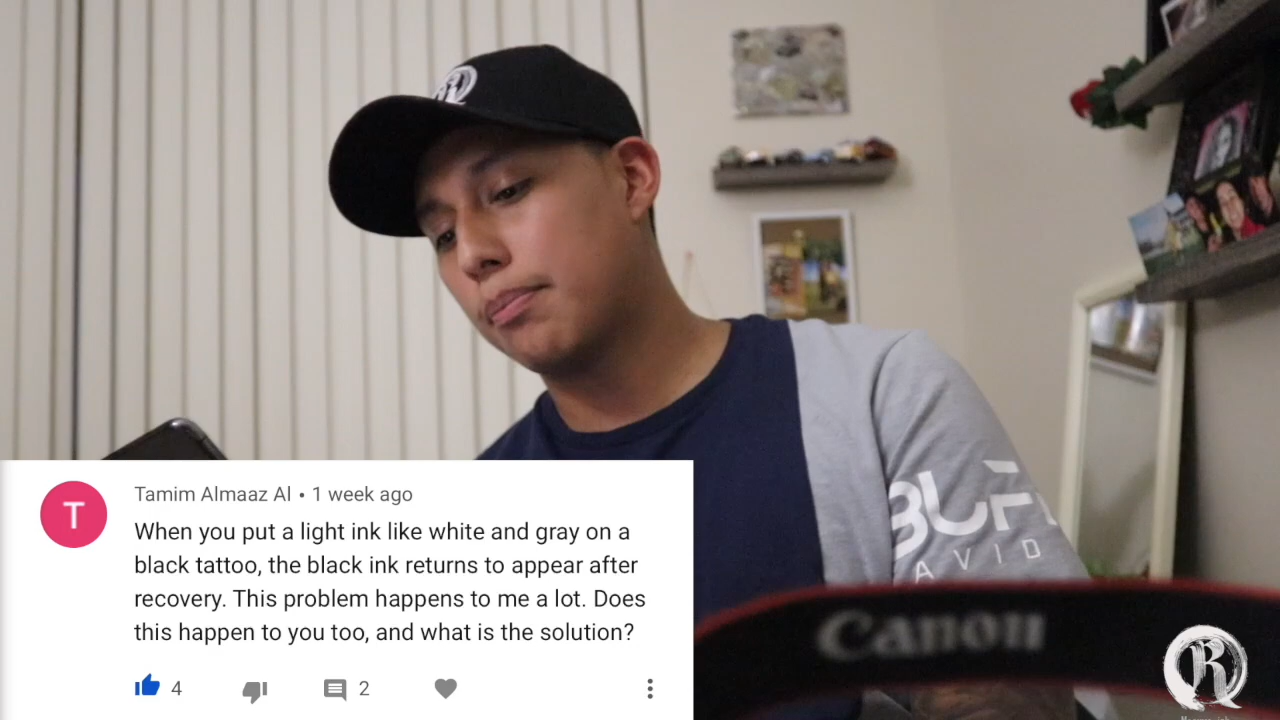 BUF
AVID
T
Tamim Almaaz Al • 1 week ago
When you put a light ink like white and gray on a
black tattoo, the black ink returns to appear after
recovery. This problem happens to me a lot. Does
this happen to you too, and what is the solution?
4
2
Canon
R